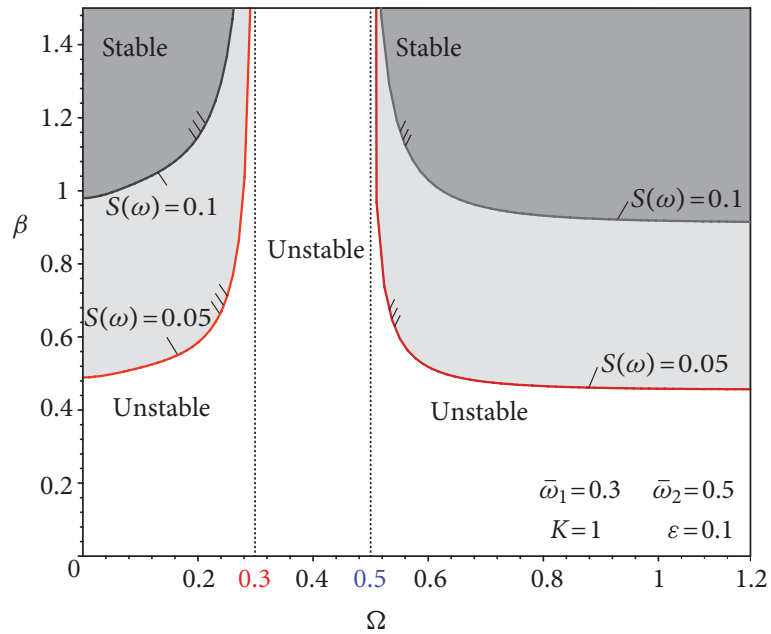 1.4
Stable
Stable
1.2
1
S(ω)=0.1
S(ω)=0.1
β
Unstable
0.8
S(ω)=0.05
0.6
S(ω)=0.05
0.4
Unstable
Unstable
0.2
ω̄₁=0.3 ω̄₂=0.5
K=1 ε=0.1
0
0.2 0.3 0.4 0.5 0.6 0.8 1 1.2
Ω